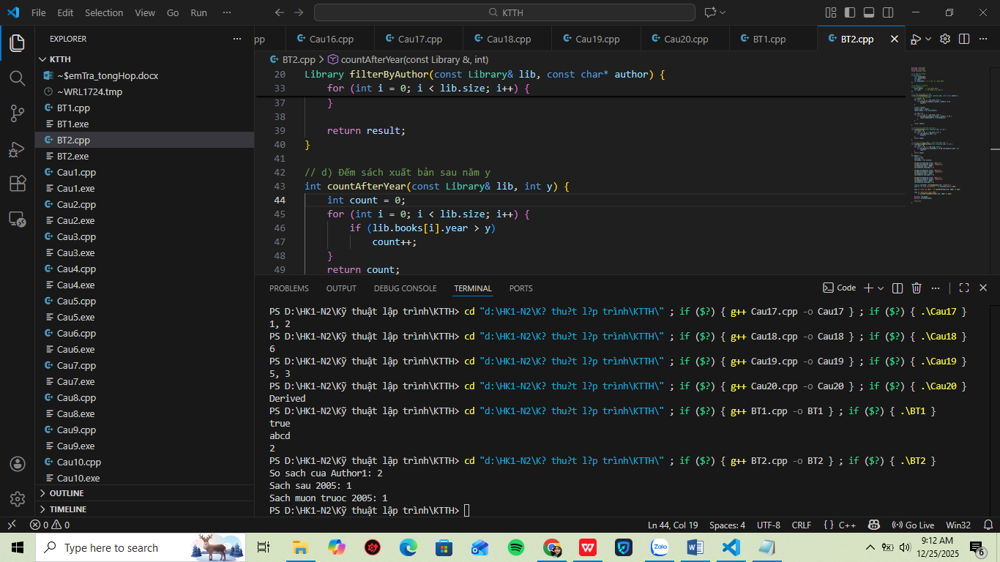 File Edit Selection View Go Run ··· KTTH
EXPLORER ···
KTTH
~$emTra_tongHop.docx
~WRL1724.tmp
BT1.cpp
BT1.exe
BT2.cpp
BT2.exe
Cau1.cpp
Cau1.exe
Cau2.cpp
Cau2.exe
Cau3.cpp
Cau3.exe
Cau4.cpp
Cau4.exe
Cau5.cpp
Cau5.exe
Cau6.cpp
Cau6.exe
Cau7.cpp
Cau7.exe
Cau8.cpp
Cau8.exe
Cau9.cpp
Cau9.exe
Cau10.cpp
Cau10.exe
OUTLINE
TIMELINE
pp Cau16.cpp Cau17.cpp Cau18.cpp Cau19.cpp Cau20.cpp BT1.cpp BT2.cpp
BT2.cpp > countAfterYear(const Library &, int)
20 Library filterByAuthor(const Library& lib, const char* author) {
33 for (int i = 0; i < lib.size; i++) {
37 }
38
39 return result;
40 }
41
42 // d) Đếm sách xuất bản sau năm y
43 int countAfterYear(const Library& lib, int y) {
44 int count = 0;
45 for (int i = 0; i < lib.size; i++) {
46 if (lib.books[i].year > y)
47 count++;
48 }
49 return count;
PROBLEMS OUTPUT DEBUG CONSOLE TERMINAL PORTS Code
PS D:\HK1-N2\Kỹ thuật lập trình\KTTH> cd "d:\HK1-N2\K? thu?t l?p trình\KTTH\" ; if ($?) { g++ Cau17.cpp -o Cau17 } ; if ($?) { .\Cau17 }
1, 2
PS D:\HK1-N2\Kỹ thuật lập trình\KTTH> cd "d:\HK1-N2\K? thu?t l?p trình\KTTH\" ; if ($?) { g++ Cau18.cpp -o Cau18 } ; if ($?) { .\Cau18 }
6
PS D:\HK1-N2\Kỹ thuật lập trình\KTTH> cd "d:\HK1-N2\K? thu?t l?p trình\KTTH\" ; if ($?) { g++ Cau19.cpp -o Cau19 } ; if ($?) { .\Cau19 }
5, 3
PS D:\HK1-N2\Kỹ thuật lập trình\KTTH> cd "d:\HK1-N2\K? thu?t l?p trình\KTTH\" ; if ($?) { g++ Cau20.cpp -o Cau20 } ; if ($?) { .\Cau20 }
Derived
PS D:\HK1-N2\Kỹ thuật lập trình\KTTH> cd "d:\HK1-N2\K? thu?t l?p trình\KTTH\" ; if ($?) { g++ BT1.cpp -o BT1 } ; if ($?) { .\BT1 }
true
abcd
2
PS D:\HK1-N2\Kỹ thuật lập trình\KTTH> cd "d:\HK1-N2\K? thu?t l?p trình\KTTH\" ; if ($?) { g++ BT2.cpp -o BT2 } ; if ($?) { .\BT2 }
So sach cua Author1: 2
Sach sau 2005: 1
Sach muon truoc 2005: 1
PS D:\HK1-N2\Kỹ thuật lập trình\KTTH>
0 0 Ln 44, Col 19 Spaces: 4 UTF-8 CRLF {} C++ Go Live Win32
Type here to search Zalo W 9:12 AM
12/25/2025 6